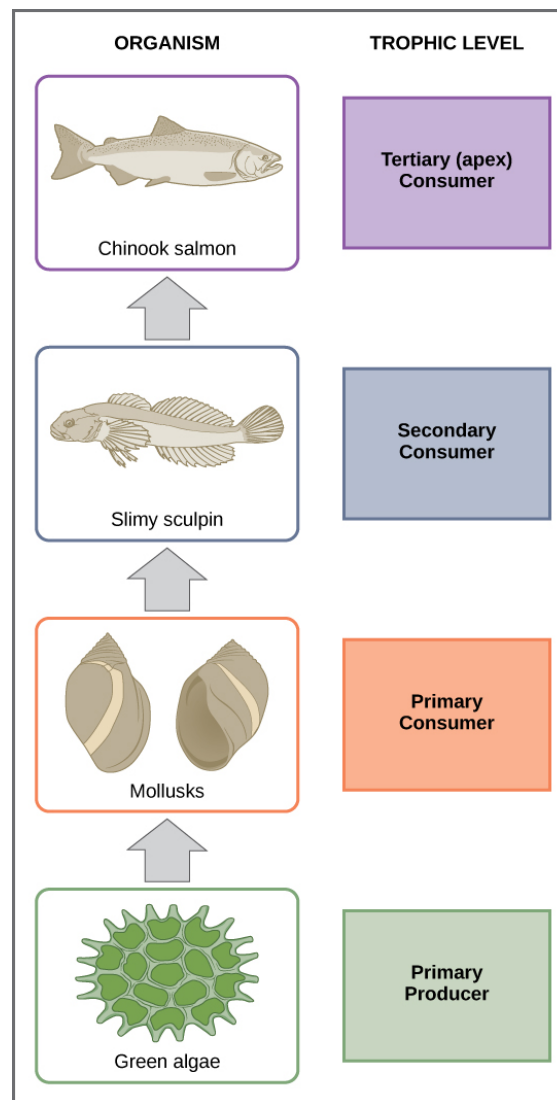 ORGANISM
TROPHIC LEVEL
Chinook salmon
Tertiary (apex)
Consumer
Slimy sculpin
Secondary
Consumer
Mollusks
Primary
Consumer
Green algae
Primary
Producer